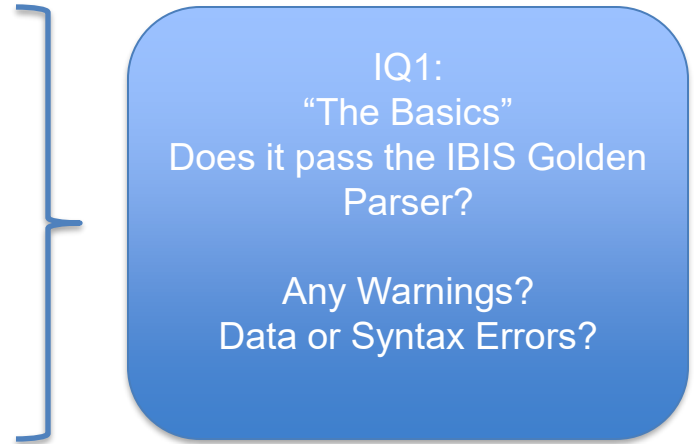 IQ1:
“The Basics”
Does it pass the IBIS Golden
Parser?
Any Warnings?
Data or Syntax Errors?